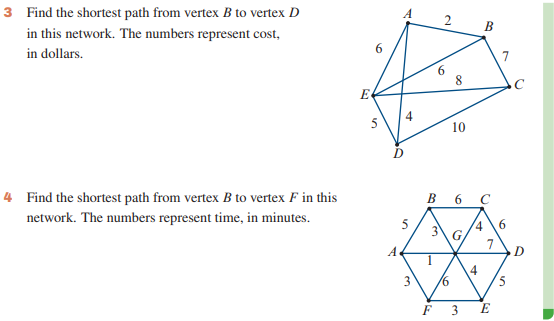 3 Find the shortest path from vertex B to vertex D
in this network. The numbers represent cost,
in dollars.
A
2
B
6
7
6
8
C
E
4
5
10
D
4 Find the shortest path from vertex B to vertex F in this
network. The numbers represent time, in minutes.
B 6 C
5
3
4
6
G
7
A
D
1
4
3
6
5
F 3 E